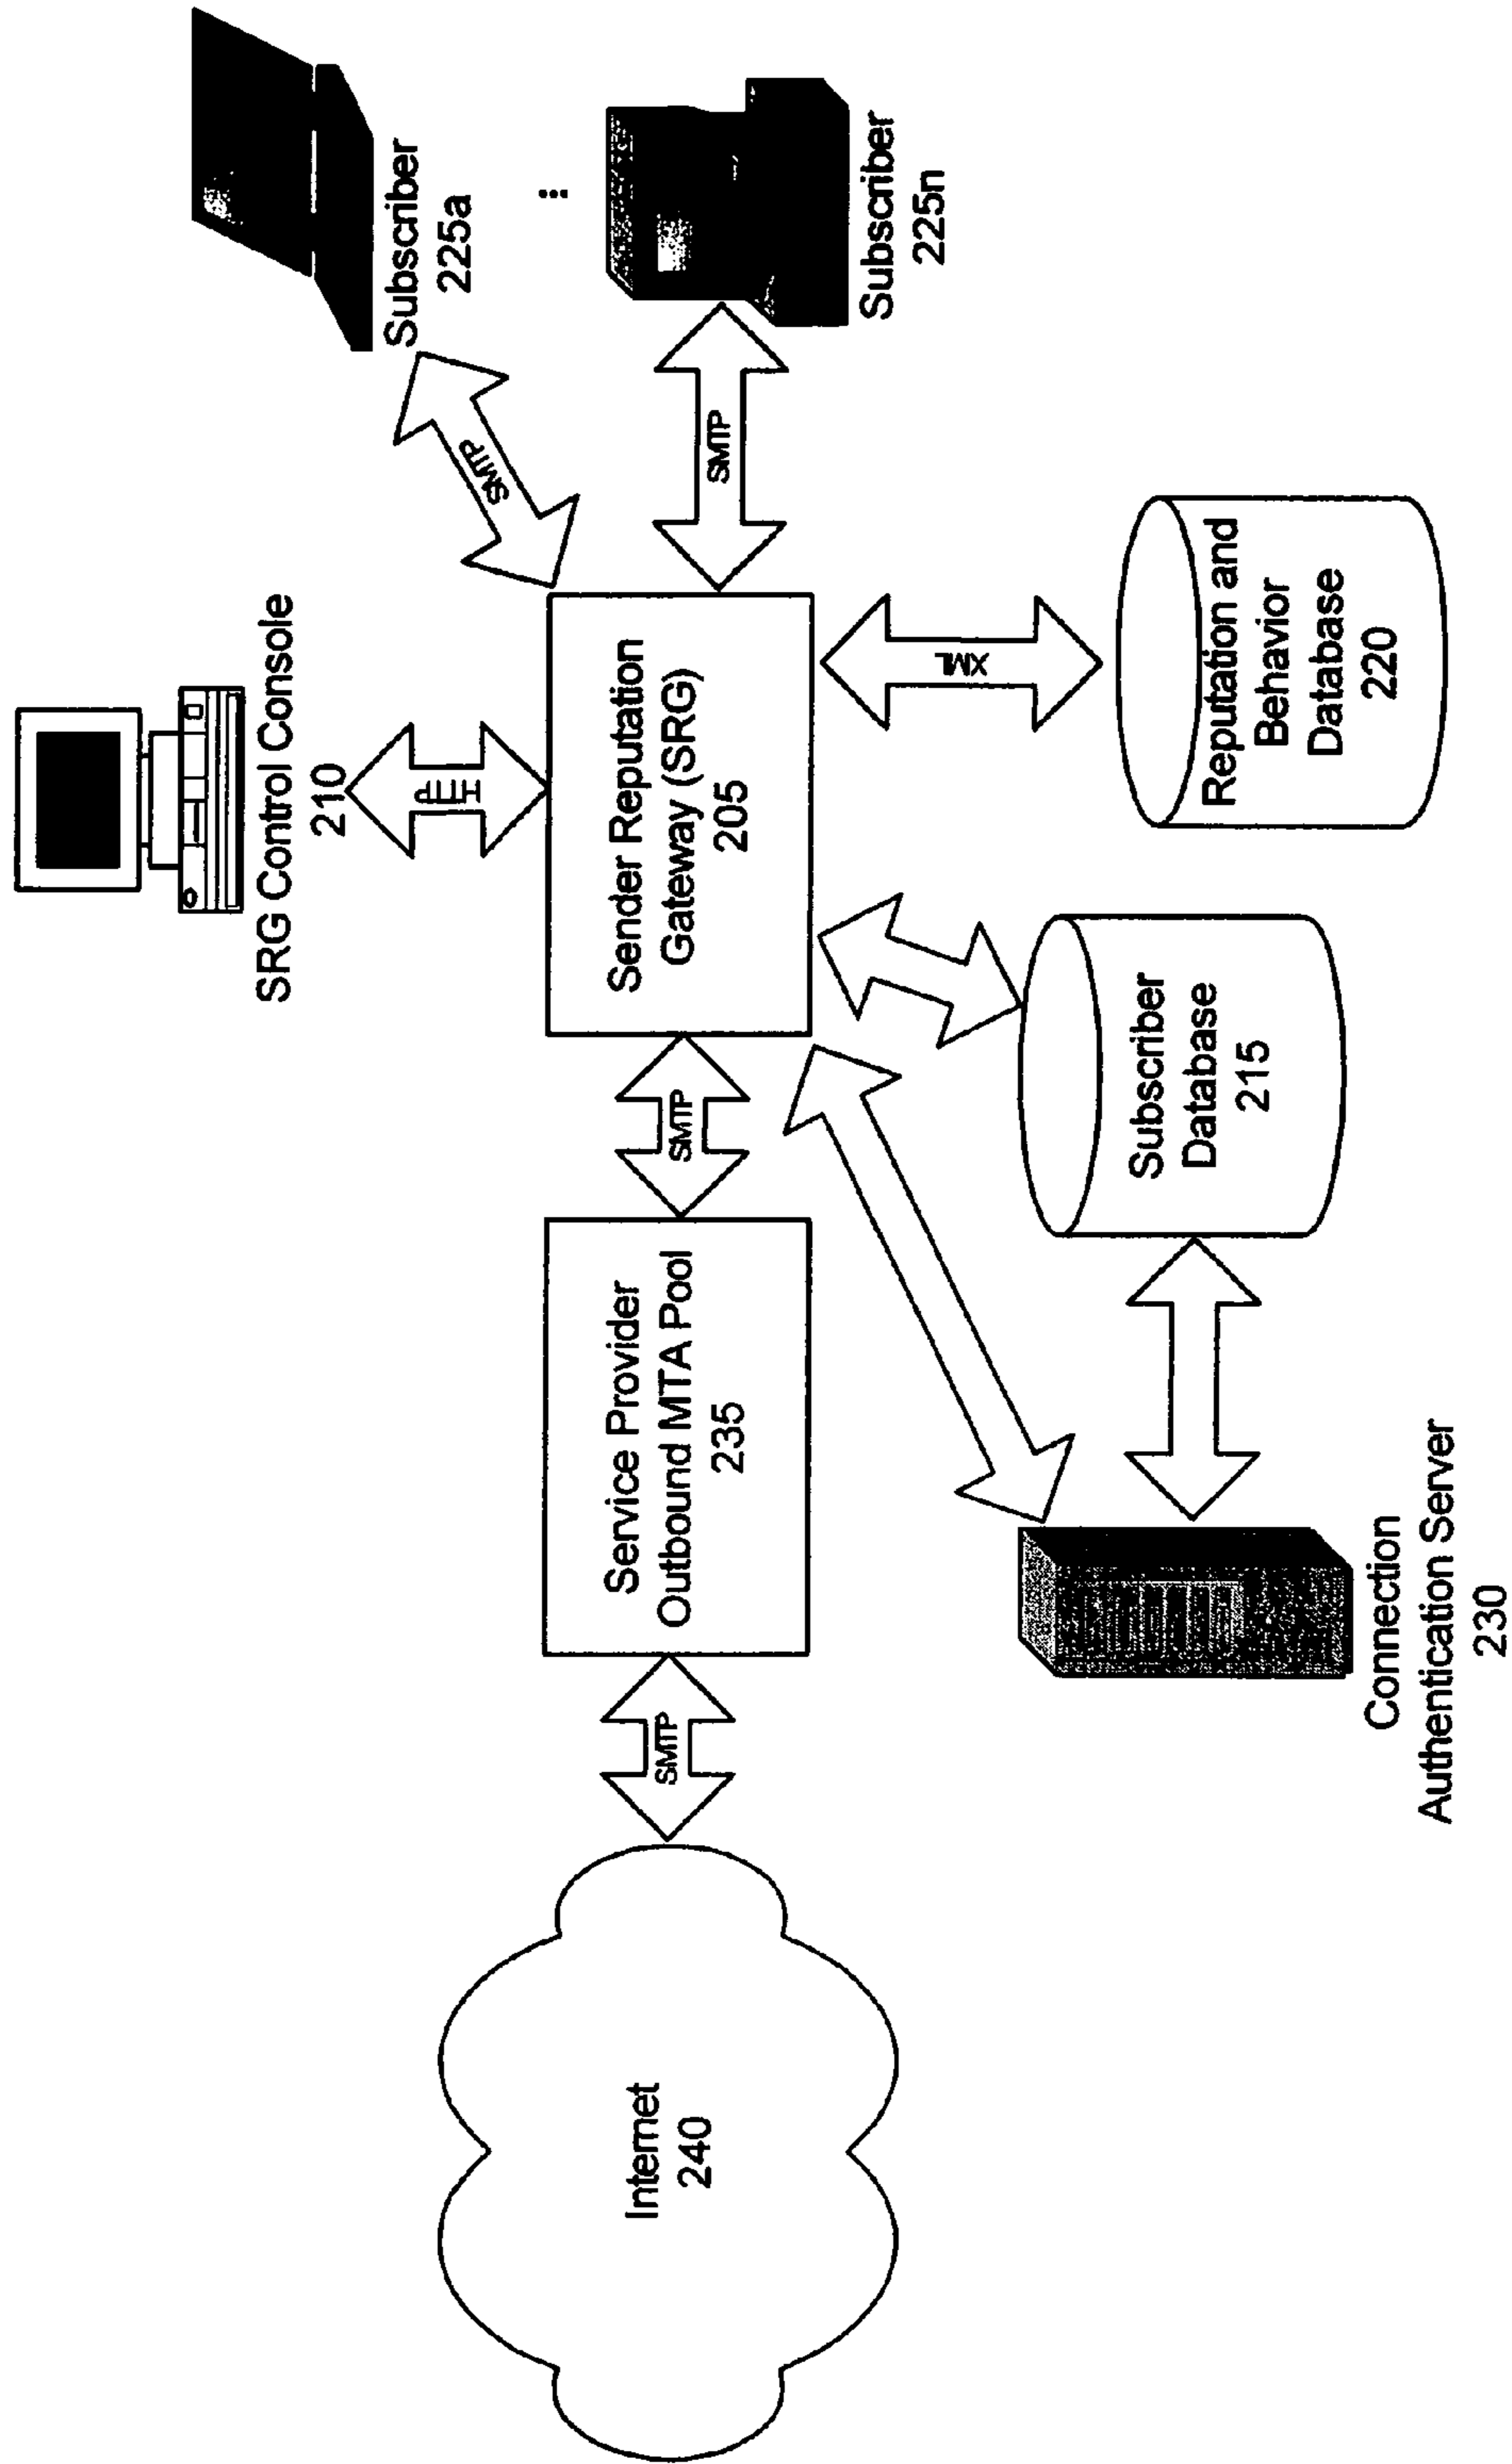 SRG Control Console
210
HTTP
Subscriber
225a
...
Subscriber
225n
SMTP
SMTP
Internet
240
SMTP
Service Provider
Outbound MTA Pool
235
SMTP
Sender Reputation
Gateway (SRG)
205
XML
Connection
Authentication Server
230
Subscriber
Database
215
Reputation and
Behavior
Database
220